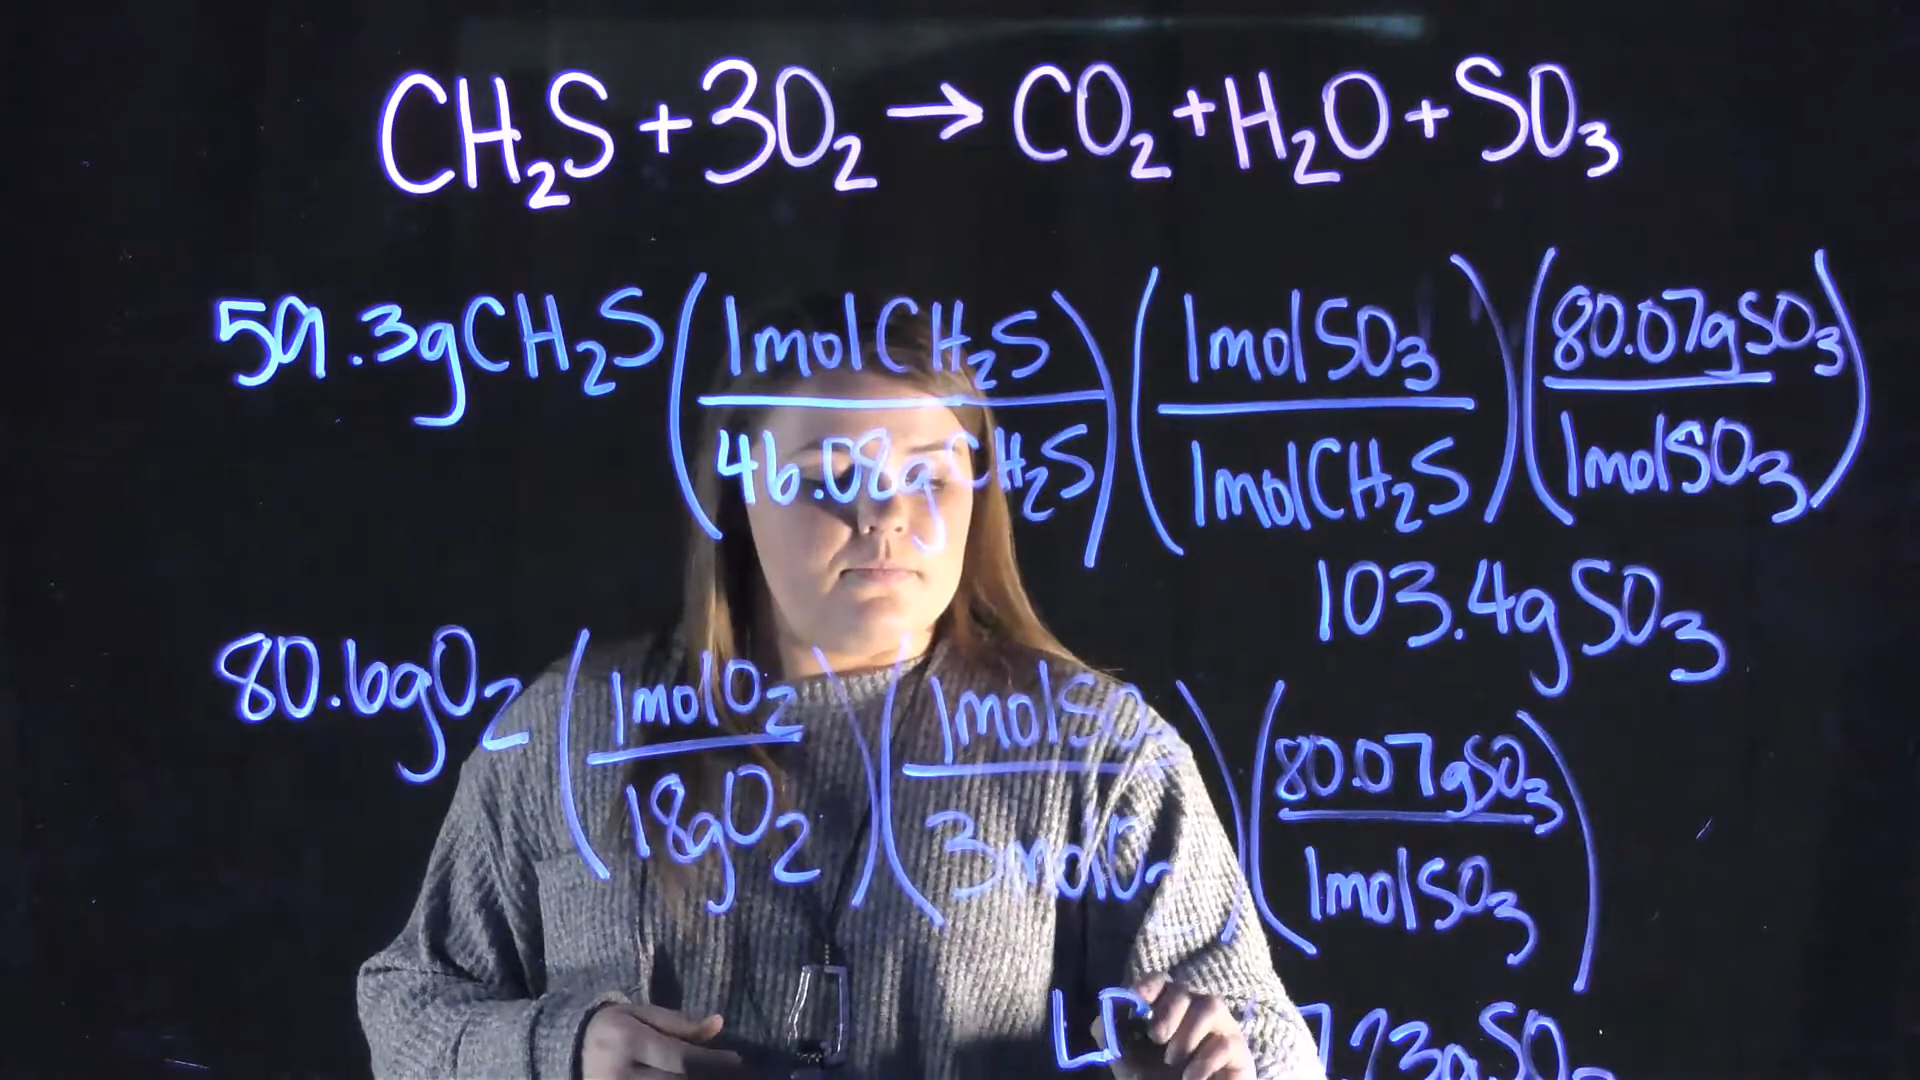 CH₂S + 3O₂ → CO₂ + H₂O + SO₃
59.3gCH₂S (1molCH₂S / 46.08gCH₂S) (1molSO₃ / 1molCH₂S) (80.07gSO₃ / 1molSO₃)
103.4gSO₃
80.6gO₂ (1molO₂ / 18gO₂) (1molSO₃ / 3molO₂) (80.07gSO₃ / 1molSO₃)